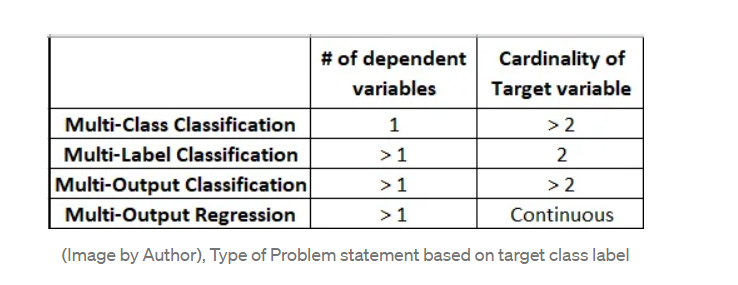 # of dependent variables Cardinality of Target variable
Multi-Class Classification 1 > 2
Multi-Label Classification > 1 2
Multi-Output Classification > 1 > 2
Multi-Output Regression > 1 Continuous
(Image by Author), Type of Problem statement based on target class label